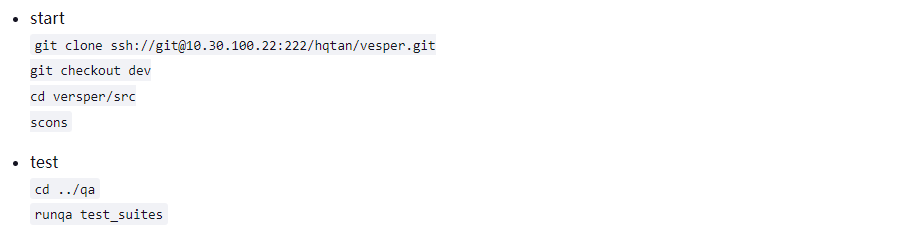 start
git clone ssh://git@10.30.100.22:222/hqtan/vesper.git
git checkout dev
cd versper/src
scons
test
cd ../qa
runqa test_suites